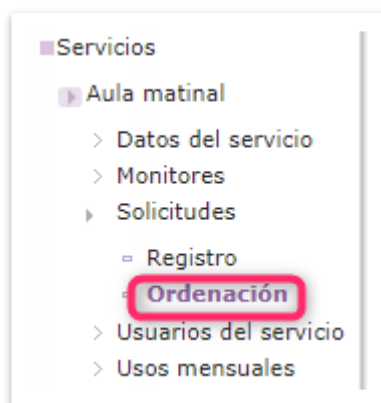 Servicios
Aula matinal
Datos del servicio
Monitores
Solicitudes
Registro
Ordenación
Usuarios del servicio
Usos mensuales